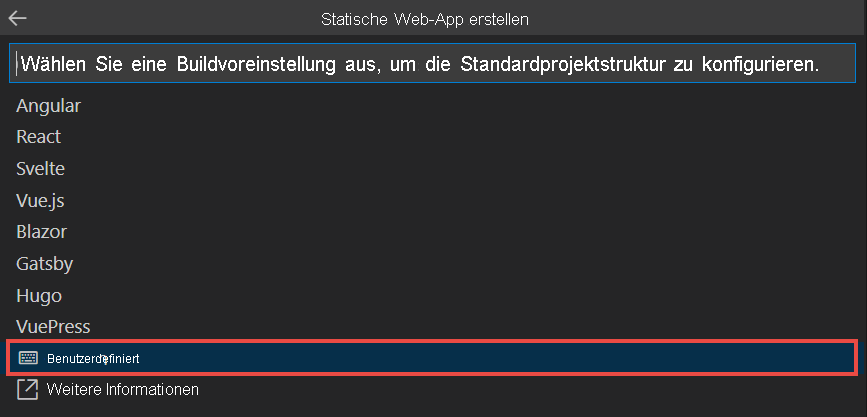 Statische Web-App erstellen
Wählen Sie eine Buildvoreinstellung aus, um die Standardprojektstruktur zu konfigurieren.
Angular
React
Svelte
Vue.js
Blazor
Gatsby
Hugo
VuePress
Benutzerdefiniert
Weitere Informationen